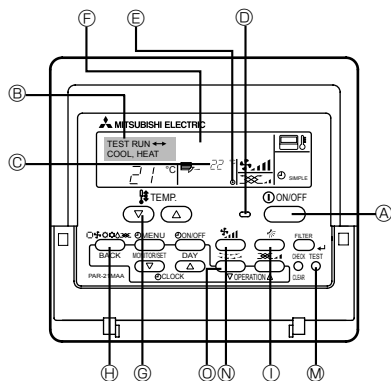 Ⓓ
Ⓔ
Ⓕ
Ⓑ
MITSUBISHI ELECTRIC
TEST RUN ↔
COOL, HEAT
Ⓒ
21 °C
22 °C
SIMPLE
TEMP.
ON/OFF
Ⓐ
MENU
ON/OFF
FILTER
BACK
MONITOR/SET
DAY
CHECK
TEST
PAR-21MAA
CLOCK
OPERATION
CLEAR
Ⓗ
Ⓖ
Ⓞ
Ⓝ
Ⓘ
Ⓜ